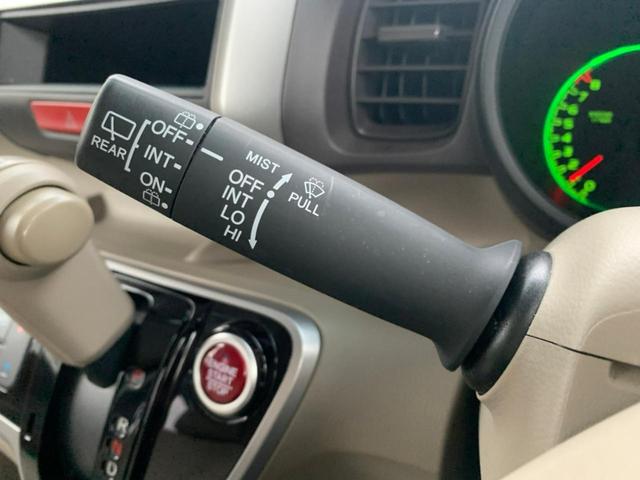 REAR
OFF
INT
ON
MIST
OFF
INT
LO
HI
PULL
ENGINE
START
STOP
R
D